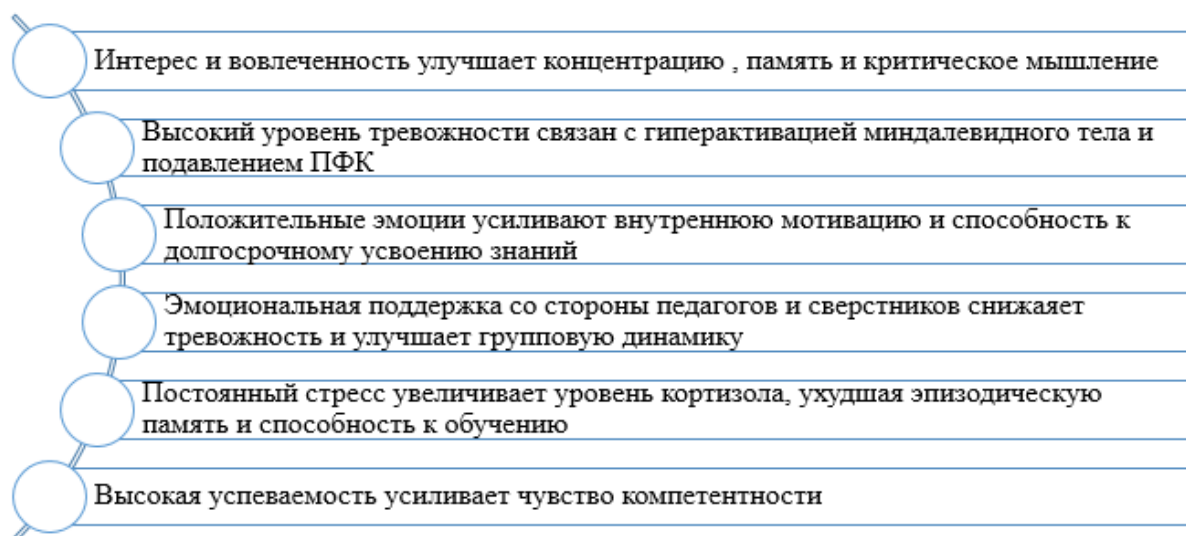 Интерес и вовлеченность улучшает концентрацию , память и критическое мышление
Высокий уровень тревожности связан с гиперактивацией миндалевидного тела и
подавлением ПФК
Положительные эмоции усиливают внутреннюю мотивацию и способность к
долгосрочному усвоению знаний
Эмоциональная поддержка со стороны педагогов и сверстников снижаяет
тревожность и улучшает групповую динамику
Постоянный стресс увеличивает уровень кортизола, ухудшая эпизодическую
память и способность к обучению
Высокая успеваемость усиливает чувство компетентности